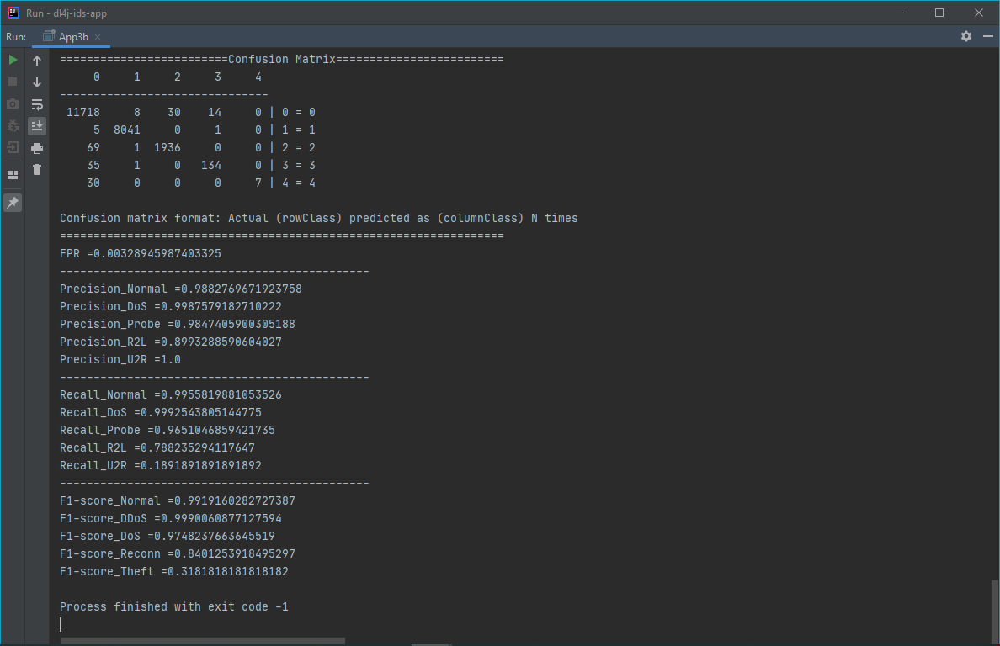 Run - dl4j-ids-app
Run: App3b
=========================Confusion Matrix=========================
0 1 2 3 4
-------------------------------
11718 8 30 14 0 | 0 = 0
5 8041 0 1 0 | 1 = 1
69 1 1936 0 0 | 2 = 2
35 1 0 134 0 | 3 = 3
30 0 0 0 7 | 4 = 4
Confusion matrix format: Actual (rowClass) predicted as (columnClass) N times
==================================================================
FPR =0.00328945987403325
----------------------------------------------
Precision_Normal =0.9882769671923758
Precision_DoS =0.9987579182710222
Precision_Probe =0.9847405900305188
Precision_R2L =0.8993288590604027
Precision_U2R =1.0
----------------------------------------------
Recall_Normal =0.9955819881053526
Recall_DoS =0.9992543805144775
Recall_Probe =0.9651046859421735
Recall_R2L =0.788235294117647
Recall_U2R =0.1891891891891892
----------------------------------------------
F1-score_Normal =0.9919160282727387
F1-score_DDoS =0.9990060877127594
F1-score_DoS =0.9748237663645519
F1-score_Reconn =0.8401253918495297
F1-score_Theft =0.3181818181818182
Process finished with exit code -1